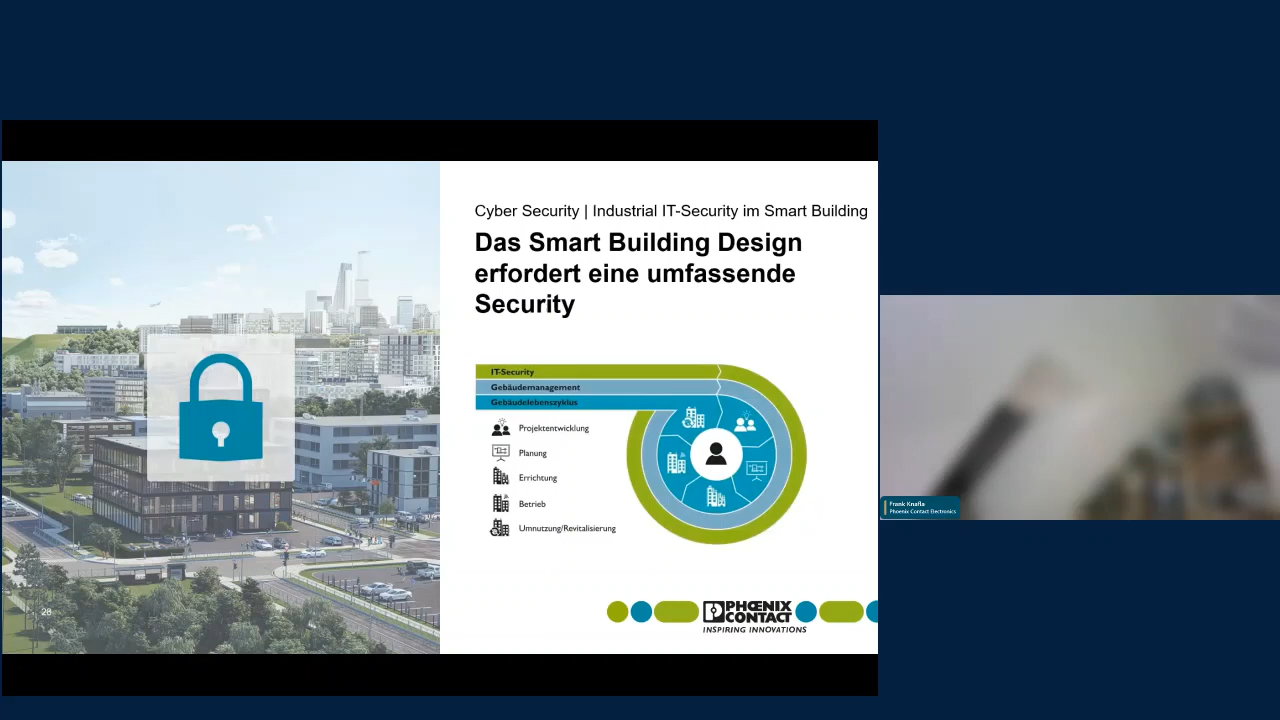 Cyber Security | Industrial IT-Security im Smart Building
Das Smart Building Design
erfordert eine umfassende
Security
IT-Security
Gebäudemanagement
Gebäudelebenszyklus
Projektentwicklung
Planung
Errichtung
Betrieb
Umnutzung/Revitalisierung
28
PHŒNIX
CONTACT
INSPIRING INNOVATIONS
Frank Knafla
Phoenix Contact Electronics